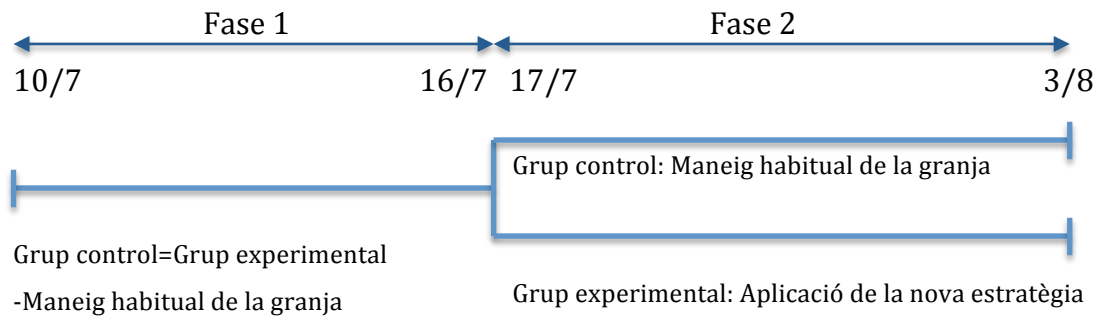 Fase 1
Fase 2
10/7
16/7
17/7
3/8
Grup control: Maneig habitual de la granja
Grup control=Grup experimental
-Maneig habitual de la granja
Grup experimental: Aplicació de la nova estratègia